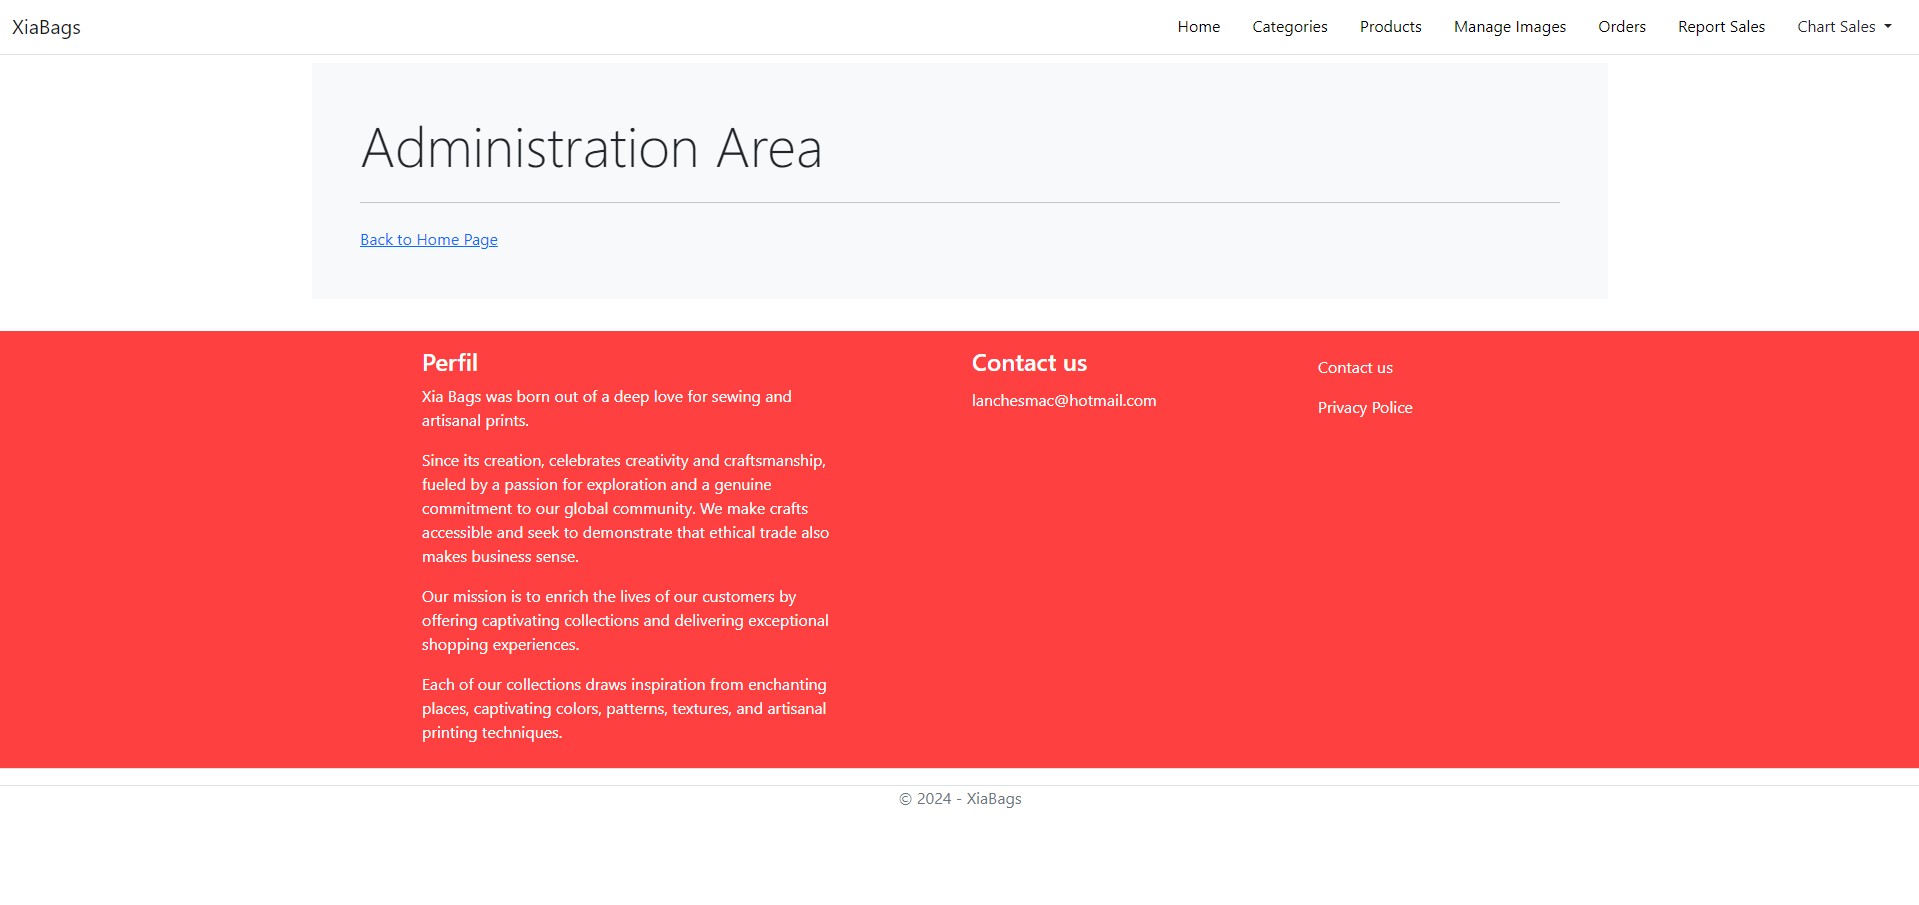 XiaBags
Home
Categories
Products
Manage Images
Orders
Report Sales
Chart Sales
Administration Area
Back to Home Page
Perfil
Xia Bags was born out of a deep love for sewing and
artisanal prints.
Since its creation, celebrates creativity and craftsmanship,
fueled by a passion for exploration and a genuine
commitment to our global community. We make crafts
accessible and seek to demonstrate that ethical trade also
makes business sense.
Our mission is to enrich the lives of our customers by
offering captivating collections and delivering exceptional
shopping experiences.
Each of our collections draws inspiration from enchanting
places, captivating colors, patterns, textures, and artisanal
printing techniques.
Contact us
lanchesmac@hotmail.com
Contact us
Privacy Police
© 2024 - XiaBags